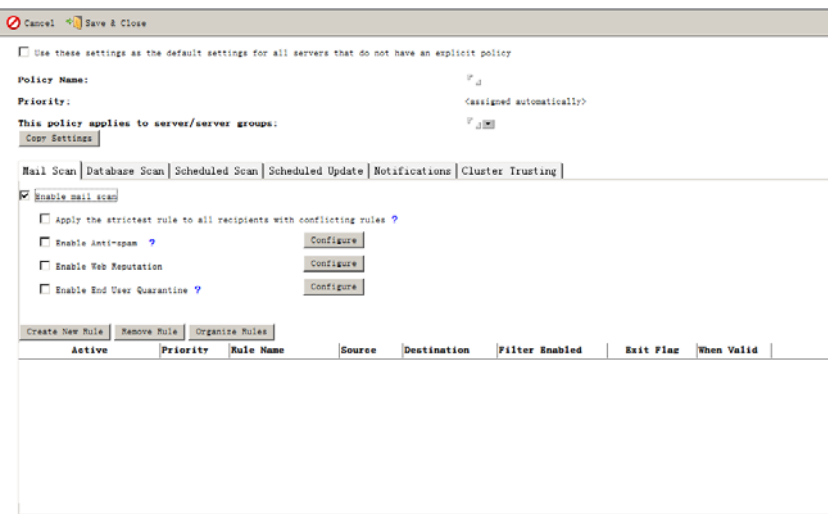 Cancel Save & Close
Use these settings as the default settings for all servers that do not have an explicit policy
Policy Name:
Priority: <assigned automatically>
This policy applies to server/server groups:
Copy Settings
Mail Scan Database Scan Scheduled Scan Scheduled Update Notifications Cluster Trusting
Enable mail scan
Apply the strictest rule to all recipients with conflicting rules ?
Enable Anti-spam ? Configure
Enable Web Reputation Configure
Enable End User Quarantine ? Configure
Create New Rule Remove Rule Organize Rules
Active Priority Rule Name Source Destination Filter Enabled Exit Flag When Valid